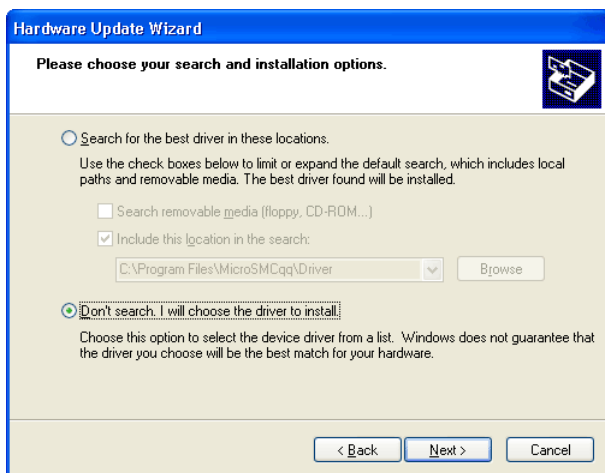 Hardware Update Wizard
Please choose your search and installation options.
Search for the best driver in these locations.
Use the check boxes below to limit or expand the default search, which includes local
paths and removable media. The best driver found will be installed.
Search removable media (floppy, CD-ROM...)
Include this location in the search:
C:\Program Files\MicroSMCqq\Driver
Browse
Don't search. I will choose the driver to install.
Choose this option to select the device driver from a list. Windows does not guarantee that
the driver you choose will be the best match for your hardware.
< Back Next > Cancel